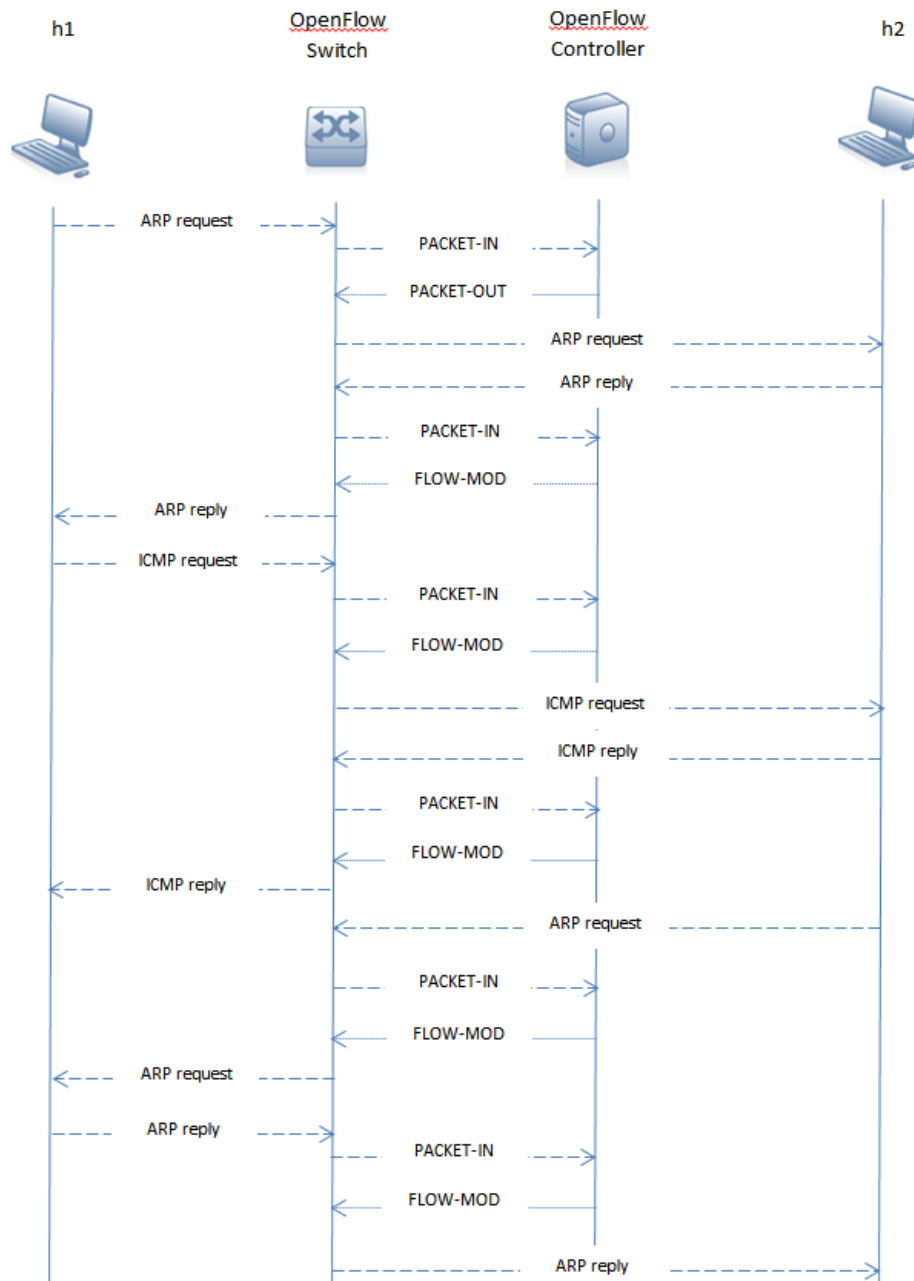 h1
OpenFlow
Switch
OpenFlow
Controller
h2
ARP request
PACKET-IN
PACKET-OUT
ARP request
ARP reply
PACKET-IN
FLOW-MOD
ARP reply
ICMP request
PACKET-IN
FLOW-MOD
ICMP request
ICMP reply
PACKET-IN
FLOW-MOD
ICMP reply
ARP request
PACKET-IN
FLOW-MOD
ARP request
ARP reply
PACKET-IN
FLOW-MOD
ARP reply